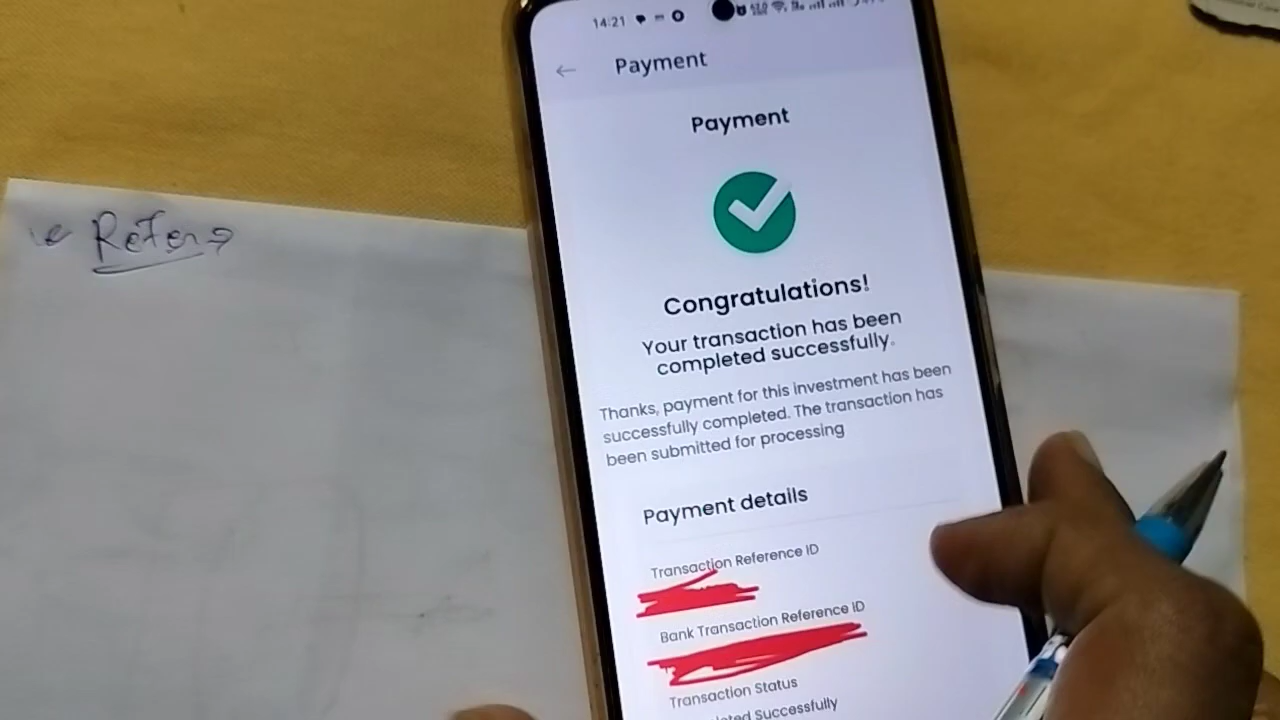 14:21
Payment
Payment
Congratulations!
Your transaction has been
completed successfully.
Thanks, payment for this investment has been
successfully completed. The transaction has
been submitted for processing
Payment details
Transaction Reference ID
Bank Transaction Reference ID
Transaction Status
Successfully
Refer